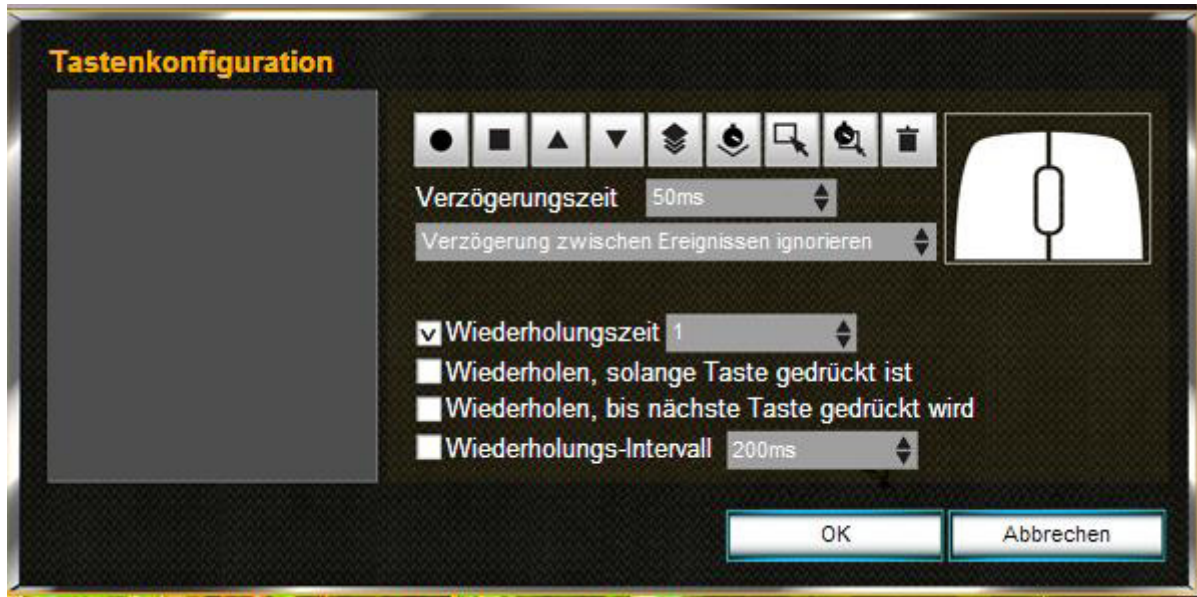 Tastenkonfiguration
Verzögerungszeit 50ms
Verzögerung zwischen Ereignissen ignorieren
Wiederholungszeit 1
Wiederholen, solange Taste gedrückt ist
Wiederholen, bis nächste Taste gedrückt wird
Wiederholungs-Intervall 200ms
OK Abbrechen